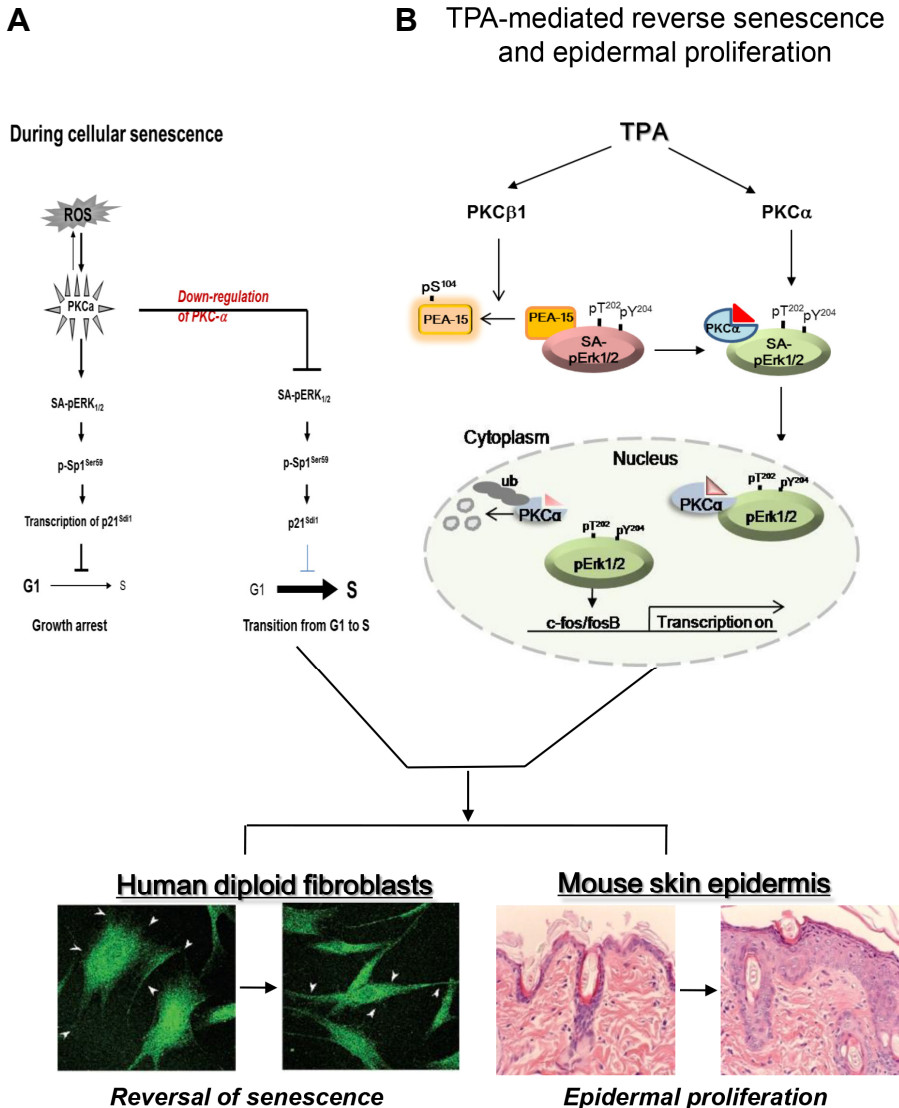 A
B
TPA-mediated reverse senescence
and epidermal proliferation
During cellular senescence
ROS
PKCa
Down-regulation
of PKC-α
SA-pERK1/2
p-Sp1Ser59
Transcription of p21Sdi1
G1
S
Growth arrest
SA-pERK1/2
p-Sp1Ser59
p21Sdi1
G1
S
Transition from G1 to S
TPA
PKCβ1
PKCα
pS104
PEA-15
PEA-15
pT202
pY204
SA-
pErk1/2
PKCα
pT202
pY204
SA-
pErk1/2
Cytoplasm
Nucleus
ub
PKCα
pT202
pY204
pErk1/2
PKCα
pT202
pY204
pErk1/2
c-fos/fosB
Transcription on
Human diploid fibroblasts
Mouse skin epidermis
Reversal of senescence
Epidermal proliferation